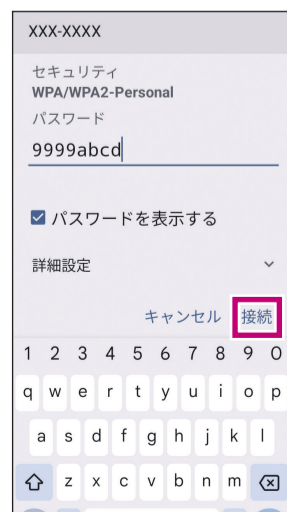 XXX-XXXX
セキュリティ
WPA/WPA2-Personal
パスワード
9999abcd
パスワードを表示する
詳細設定
キャンセル 接続
1 2 3 4 5 6 7 8 9 0
q w e r t y u i o p
a s d f g h j k l
z x c v b n m